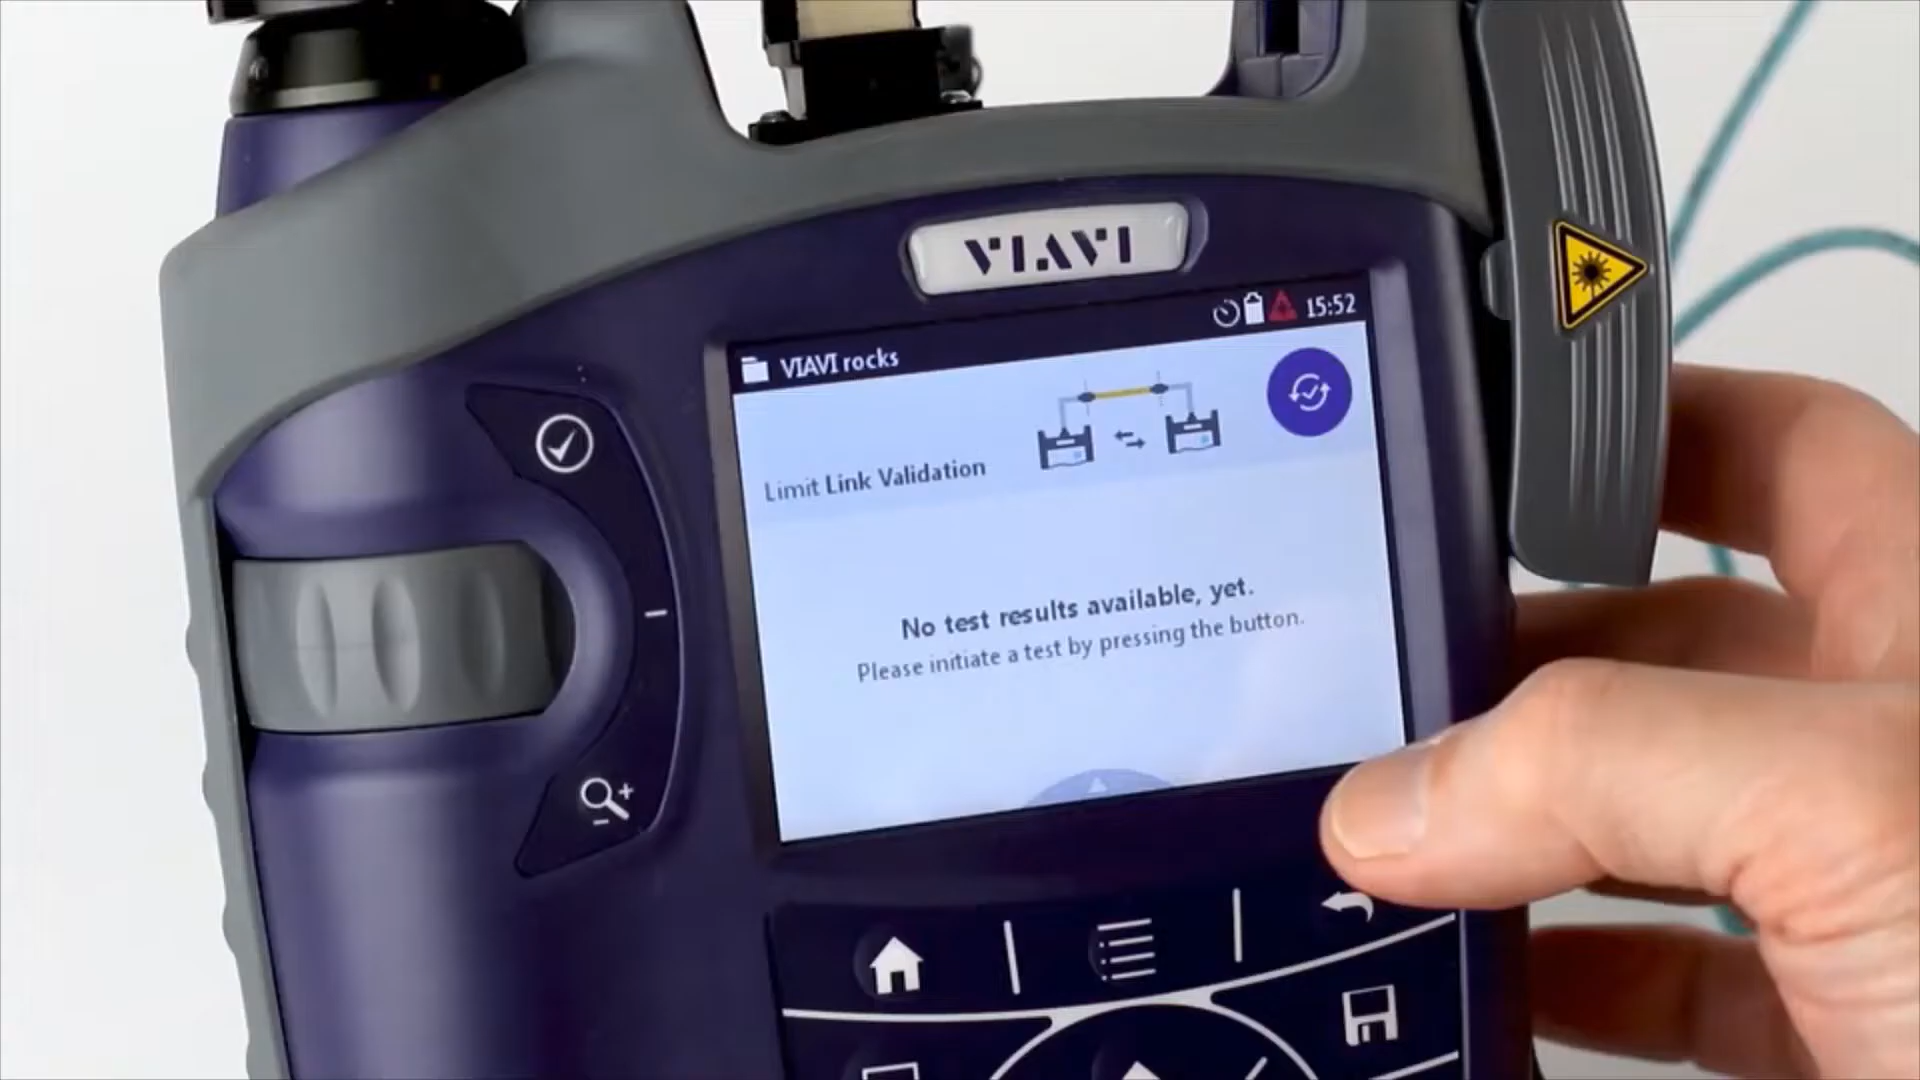 VIAVI
15:52
VIAVI rocks
Limit Link Validation
No test results available, yet.
Please initiate a test by pressing the button.